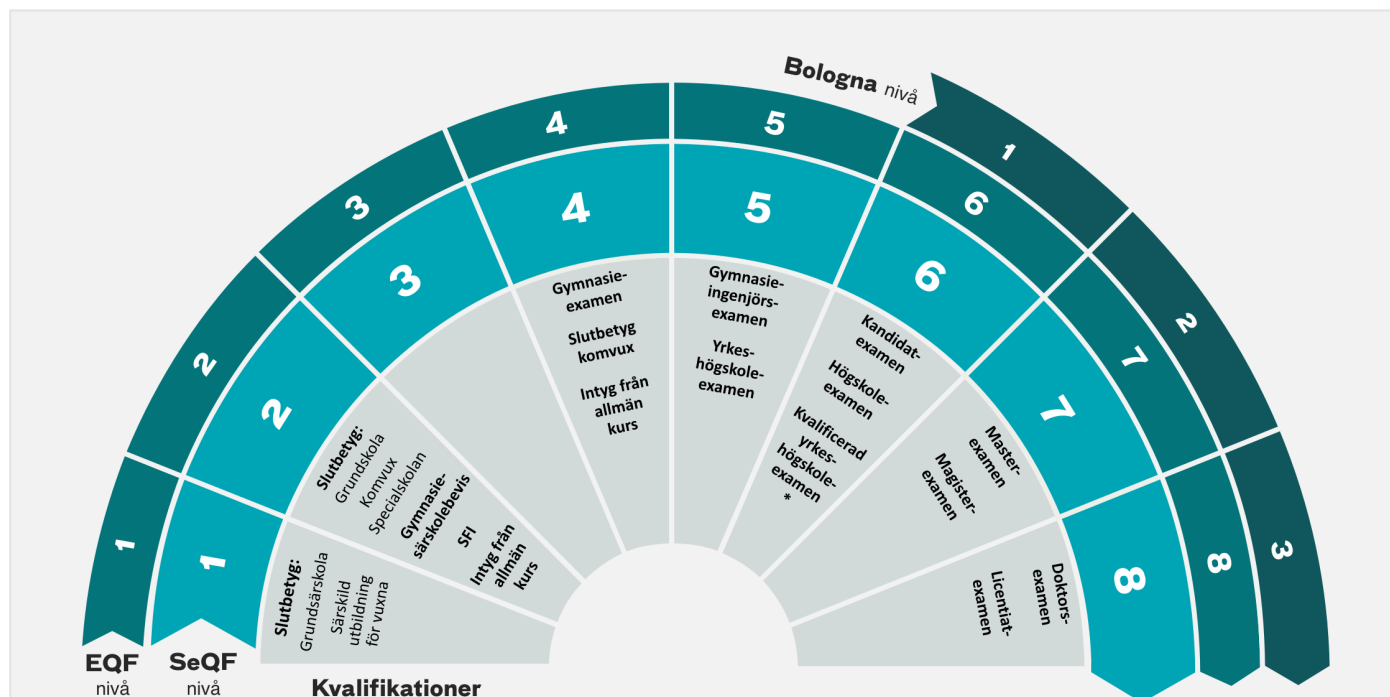 Bologna nivå
1
2
3
1
2
3
4
5
6
7
8
1
2
3
4
5
6
7
8
Slutbetyg:
Grundsärskola
Särskild
utbildning
för vuxna
Slutbetyg:
Grundskola
Komvux
Specialskolan
Gymnasie-
särskolebevis
SFI
Intyg från
allmän
kurs
Gymnasie-
examen
Slutbetyg
komvux
Intyg från
allmän
kurs
Gymnasie-
ingenjörs-
examen
Yrkes-
högskole-
examen
Kandidat-
examen
Högskole-
examen
Kvalificerad
yrkes-
högskole-
examen
*
Master-
examen
Magister-
examen
Doktors-
examen
Licentiat-
examen
EQF
nivå
SeQF
nivå
Kvalifikationer